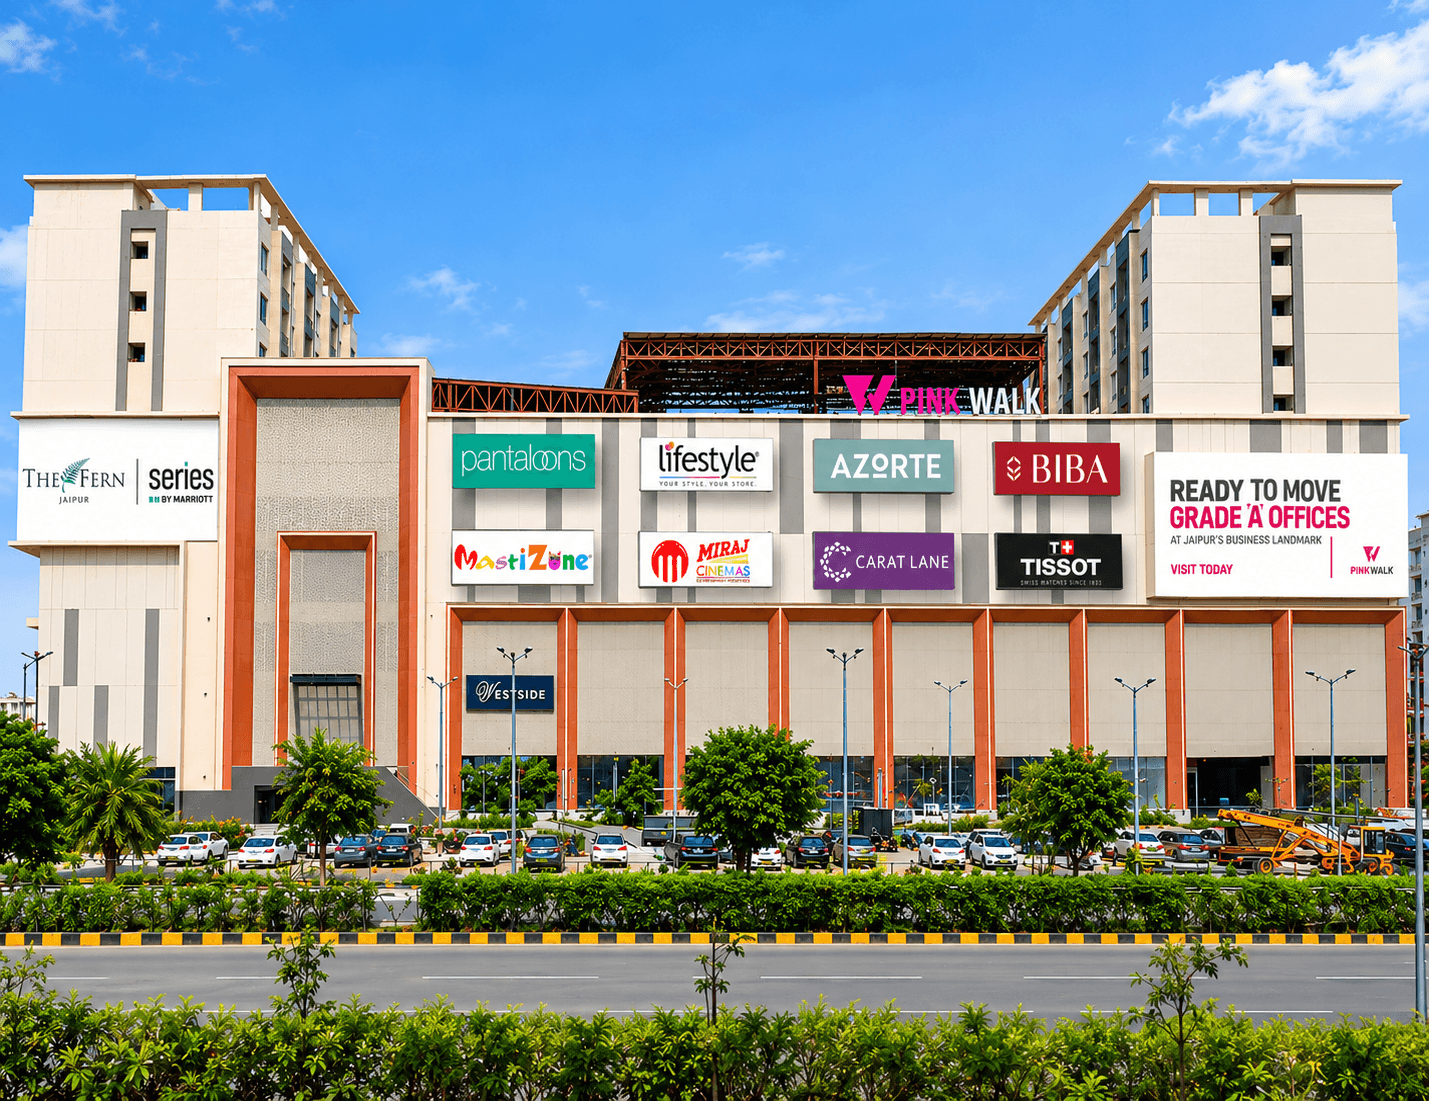 PINK WALK
THE FERN
JAIPUR
series
BY MARRIOTT
pantaloons
lifestyle
YOUR STYLE. YOUR STORE.
AZORTE
BIBA
MastiZone
MIRAJ
CINEMAS
CARAT LANE
TISSOT
SWISS WATCHES SINCE 1853
WESTSIDE
READY TO MOVE
GRADE 'A' OFFICES
AT JAIPUR'S BUSINESS LANDMARK
VISIT TODAY
PINKWALK